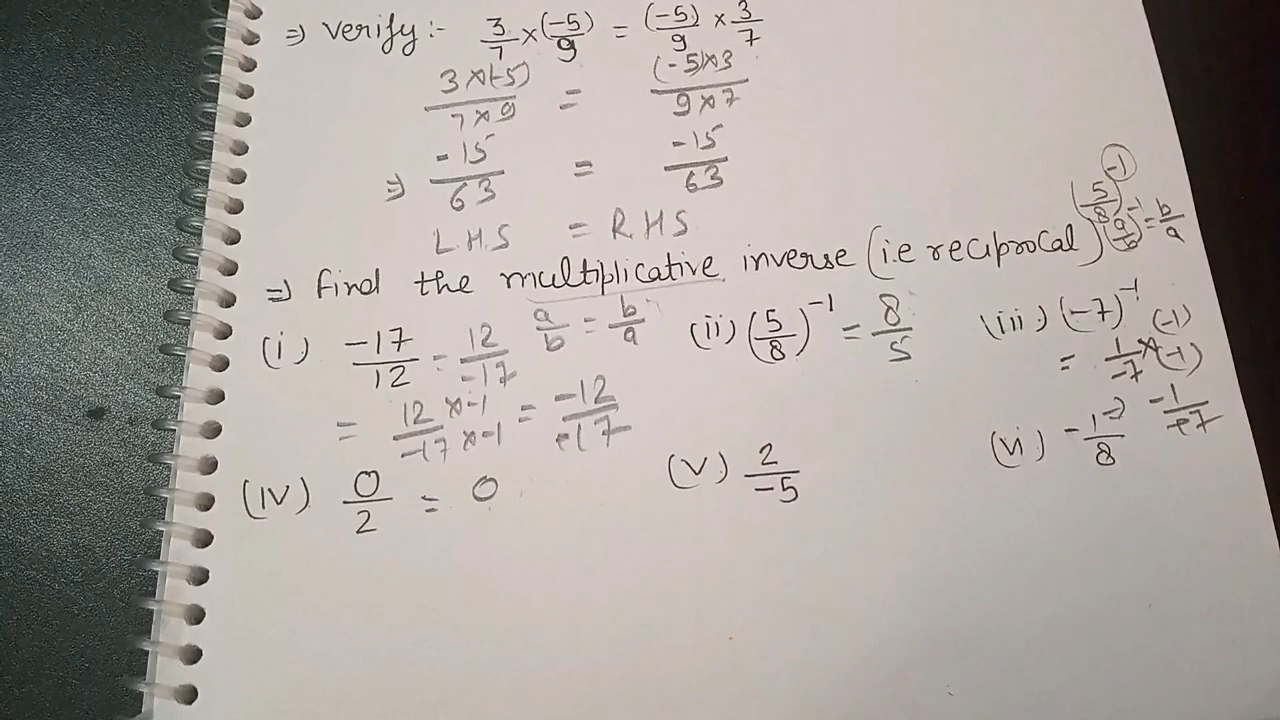 ⇒ Verify:- 3/7 × (-5)/9 = (-5)/9 × 3/7
3×(-5)/7×9 = (-5)×3/9×7
⇒ -15/63 = -15/63
L.H.S = R H S
⇒ find the multiplicative inverse (i.e reciprocal) (5/8)^-1 (a/b)^-1 = b/a
(i) -17/12 = 12/-17 a/b = b/a (ii) (5/8)^-1 = 8/5 (iii) (-7)^-1 (-1)
= 12/-17 ×-1/×-1 = -12/+17 = 1/-7 × (-1) ⇒ -1/+7
(iv) 0/2 = 0 (v) 2/-5 (vi) -1/8